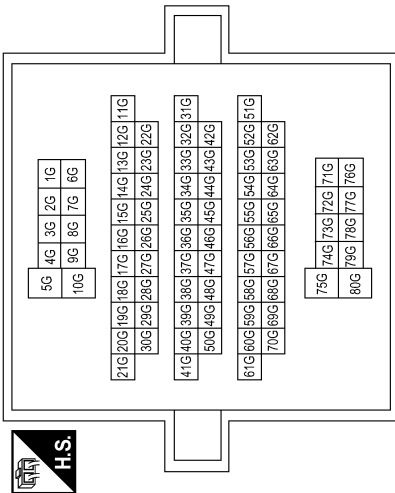 H.S.
5G 4G 3G 2G 1G
10G 9G 8G 7G 6G
21G 20G 19G 18G 17G 16G 15G 14G 13G 12G 11G
30G 29G 28G 27G 26G 25G 24G 23G 22G
41G 40G 39G 38G 37G 36G 35G 34G 33G 32G 31G
50G 49G 48G 47G 46G 45G 44G 43G 42G
61G 60G 59G 58G 57G 56G 55G 54G 53G 52G 51G
70G 69G 68G 67G 66G 65G 64G 63G 62G
75G 74G 73G 72G 71G
80G 79G 78G 77G 76G